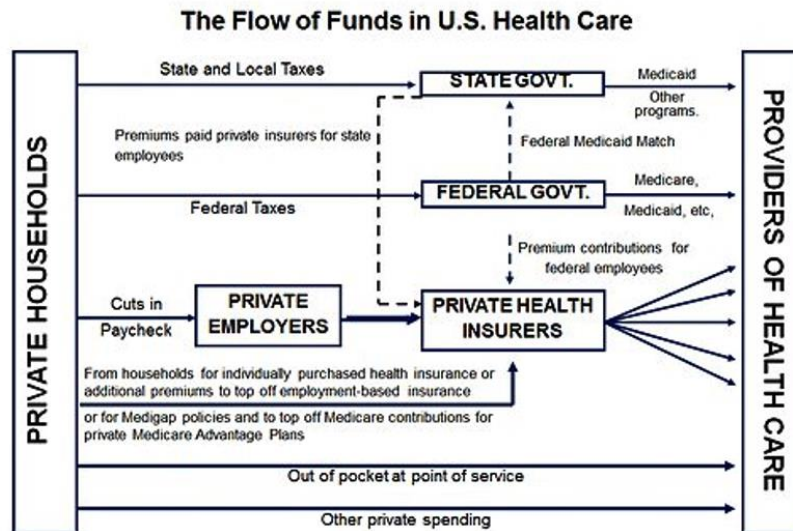 The Flow of Funds in U.S. Health Care
PRIVATE HOUSEHOLDS
State and Local Taxes
STATE GOVT.
Medicaid
Other
programs.
Premiums paid private insurers for state
employees
Federal Medicaid Match
Federal Taxes
FEDERAL GOVT.
Medicare,
Medicaid, etc,
Premium contributions for
federal employees
Cuts in
Paycheck
PRIVATE
EMPLOYERS
PRIVATE HEALTH
INSURERS
From households for individually purchased health insurance or
additional premiums to top off employment-based insurance
or for Medigap policies and to top off Medicare contributions for
private Medicare Advantage Plans
Out of pocket at point of service
Other private spending
PROVIDERS OF HEALTH CARE